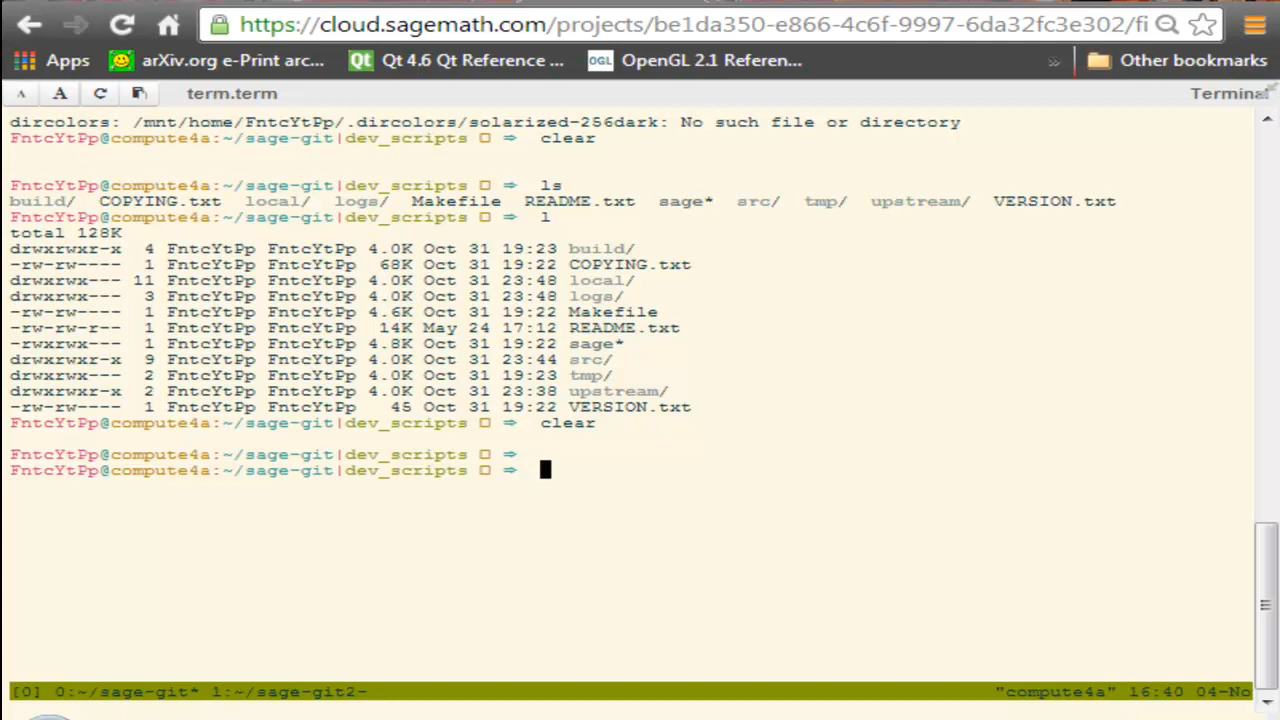 https://cloud.sagemath.com/projects/be1da350-e866-4c6f-9997-6da32fc3e302/fi
Apps arXiv.org e-Print arc... Qt Qt 4.6 Qt Reference ... OGL OpenGL 2.1 Referen... » Other bookmarks
A A term.term Terminal
dircolors: /mnt/home/FntcYtPp/.dircolors/solarized-256dark: No such file or directory
FntcYtPp@compute4a:~/sage-git|dev_scripts □ ⇒ clear
FntcYtPp@compute4a:~/sage-git|dev_scripts □ ⇒ ls
build/ COPYING.txt local/ logs/ Makefile README.txt sage* src/ tmp/ upstream/ VERSION.txt
FntcYtPp@compute4a:~/sage-git|dev_scripts □ ⇒ l
total 128K
drwxrwxr-x 4 FntcYtPp FntcYtPp 4.0K Oct 31 19:23 build/
-rw-rw---- 1 FntcYtPp FntcYtPp 68K Oct 31 19:22 COPYING.txt
drwxrwx--- 11 FntcYtPp FntcYtPp 4.0K Oct 31 23:48 local/
drwxrwx--- 3 FntcYtPp FntcYtPp 4.0K Oct 31 23:48 logs/
-rw-rw---- 1 FntcYtPp FntcYtPp 4.6K Oct 31 19:22 Makefile
-rw-rw-r-- 1 FntcYtPp FntcYtPp 14K May 24 17:12 README.txt
-rwxrwx--- 1 FntcYtPp FntcYtPp 4.8K Oct 31 19:22 sage*
drwxrwxr-x 9 FntcYtPp FntcYtPp 4.0K Oct 31 23:44 src/
drwxrwx--- 2 FntcYtPp FntcYtPp 4.0K Oct 31 19:23 tmp/
drwxrwxr-x 2 FntcYtPp FntcYtPp 4.0K Oct 31 23:38 upstream/
-rw-rw---- 1 FntcYtPp FntcYtPp 45 Oct 31 19:22 VERSION.txt
FntcYtPp@compute4a:~/sage-git|dev_scripts □ ⇒ clear
FntcYtPp@compute4a:~/sage-git|dev_scripts □ ⇒
FntcYtPp@compute4a:~/sage-git|dev_scripts □ ⇒
[0] 0:~/sage-git* 1:~/sage-git2- "compute4a" 16:40 04-No